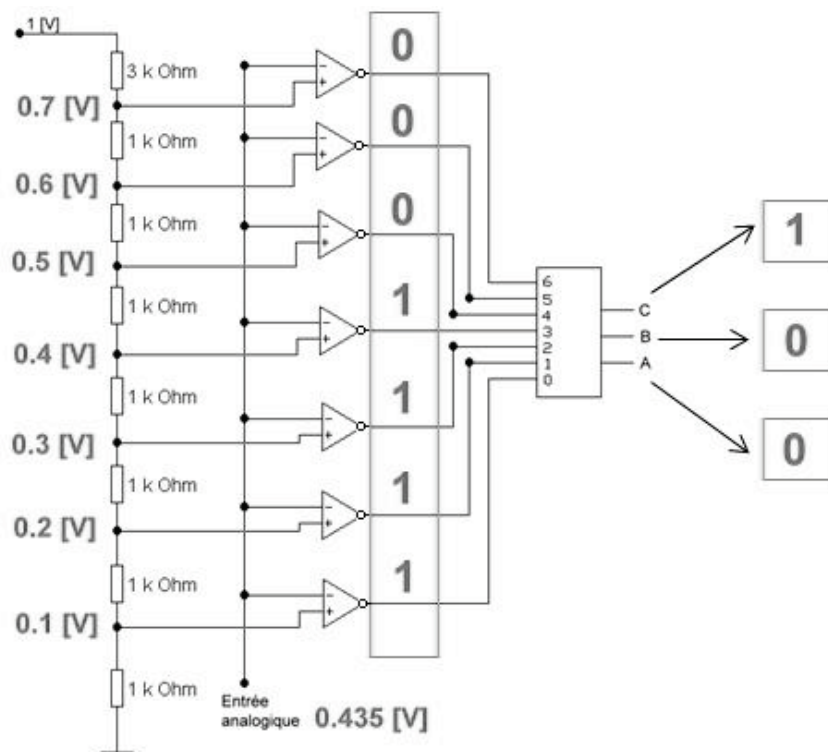 1 [V]
3 k Ohm
0
0.7 [V]
- +
1 k Ohm
0
0.6 [V]
- +
1 k Ohm
0
1
0.5 [V]
- +
6
1 k Ohm
1
5
C
4
0.4 [V]
- +
3
B
0
2
1 k Ohm
1
1
A
0
0.3 [V]
- +
1 k Ohm
1
0
0.2 [V]
- +
1 k Ohm
1
0.1 [V]
- +
1 k Ohm
Entrée
analogique 0.435 [V]